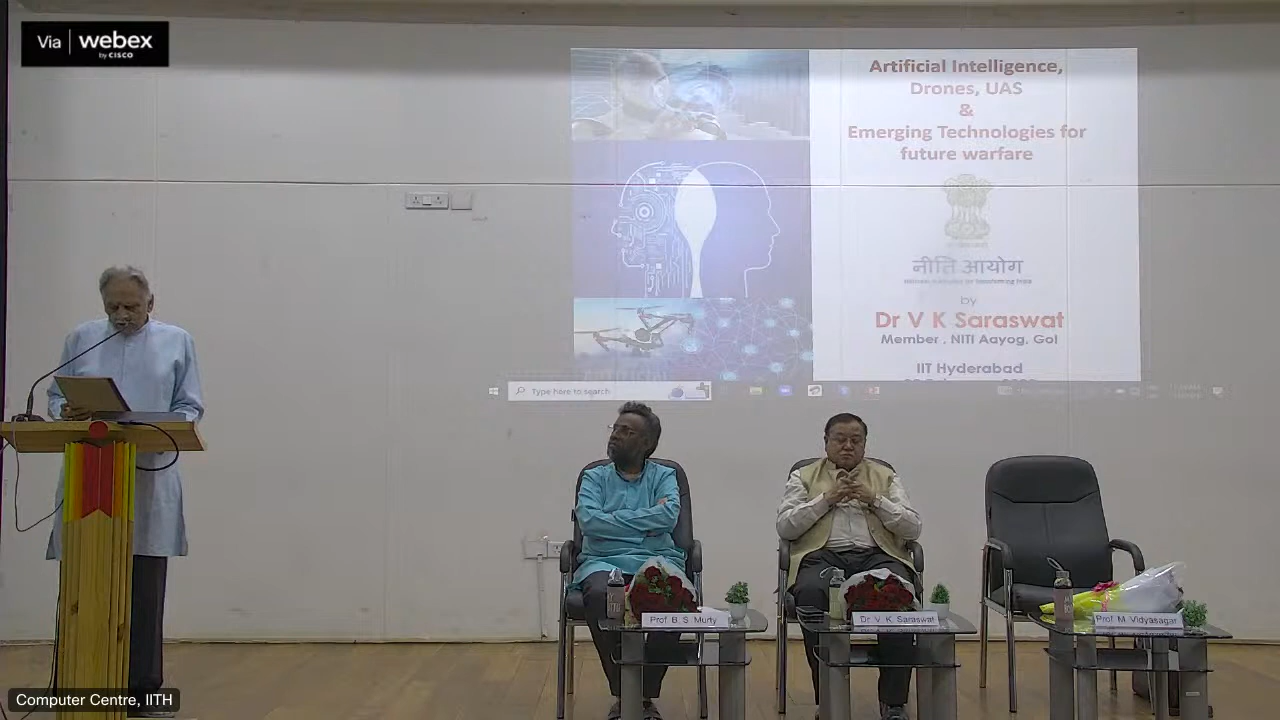 Via webex
by CISCO
Artificial Intelligence,
Drones, UAS
&
Emerging Technologies for
future warfare
नीति आयोग
by
Dr V K Saraswat
Member , NITI Aayog, GoI
IIT Hyderabad
Type here to search
Prof. B. S. Murty
Dr. V. K. Saraswat
Prof. M. Vidyasagar
Computer Centre, IITH